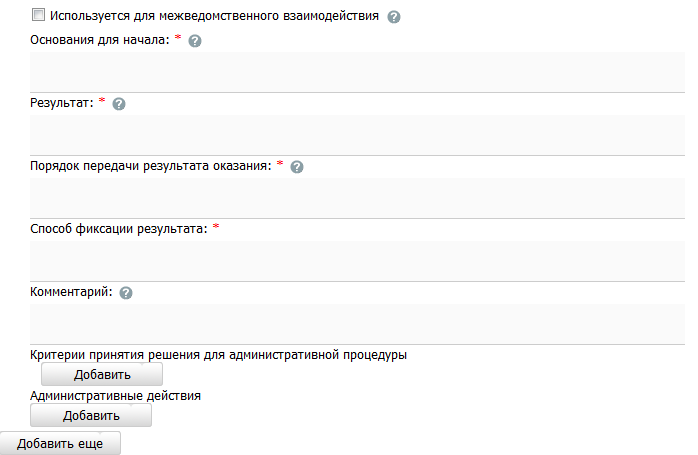 Используется для межведомственного взаимодействия ?
Основания для начала: * ?
Результат: * ?
Порядок передачи результата оказания: * ?
Способ фиксации результата: *
Комментарий: ?
Критерии принятия решения для административной процедуры
Добавить
Административные действия
Добавить
Добавить еще